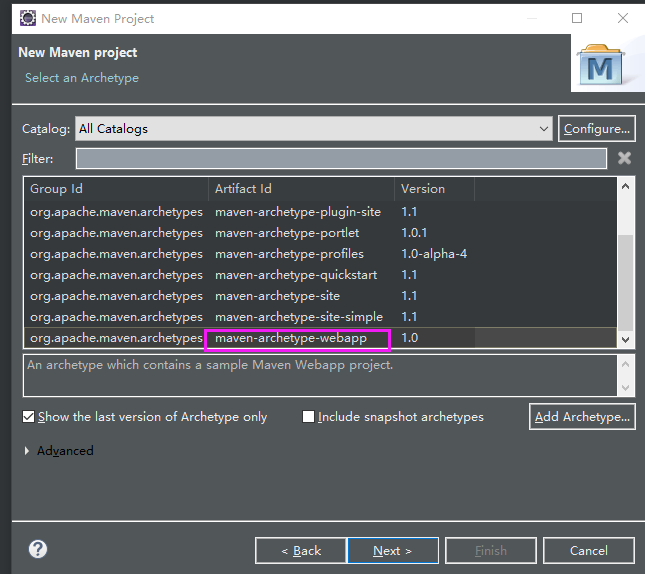 New Maven Project
New Maven project
Select an Archetype
M
Catalog: All Catalogs Configure...
Filter:
Group Id Artifact Id Version
org.apache.maven.archetypes maven-archetype-plugin-site 1.1
org.apache.maven.archetypes maven-archetype-portlet 1.0.1
org.apache.maven.archetypes maven-archetype-profiles 1.0-alpha-4
org.apache.maven.archetypes maven-archetype-quickstart 1.1
org.apache.maven.archetypes maven-archetype-site 1.1
org.apache.maven.archetypes maven-archetype-site-simple 1.1
org.apache.maven.archetypes maven-archetype-webapp 1.0
An archetype which contains a sample Maven Webapp project.
Show the last version of Archetype only Include snapshot archetypes Add Archetype...
Advanced
? < Back Next > Finish Cancel